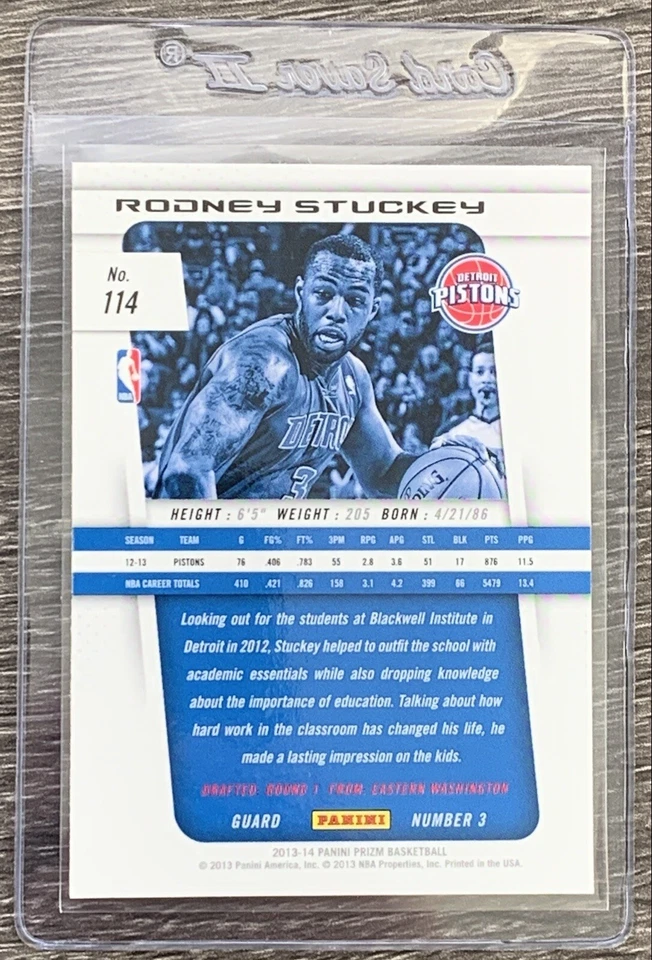 Card Saver II®
RODNEY STUCKEY
No.
114
DETROIT
PISTONS
NBA
DETRO
3
HEIGHT : 6'5" WEIGHT : 205 BORN : 4/21/86
SEASON TEAM G FG% FT% 3PM RPG APG STL BLK PTS PPG
12-13 PISTONS 76 .406 .783 55 2.8 3.6 51 17 876 11.5
NBA CAREER TOTALS 410 .421 .826 156 3.1 4.2 399 66 5479 13.4
Looking out for the students at Blackwell Institute in
Detroit in 2012, Stuckey helped to outfit the school with
academic essentials while also dropping knowledge
about the importance of education. Talking about how
hard work in the classroom has changed his life, he
made a lasting impression on the kids.
DRAFTED: ROUND 1 FROM: EASTERN WASHINGTON
GUARD PANINI NUMBER 3
2013-14 PANINI PRIZM BASKETBALL
© 2013 Panini America, Inc. © 2013 NBA Properties, Inc. Printed in the USA.